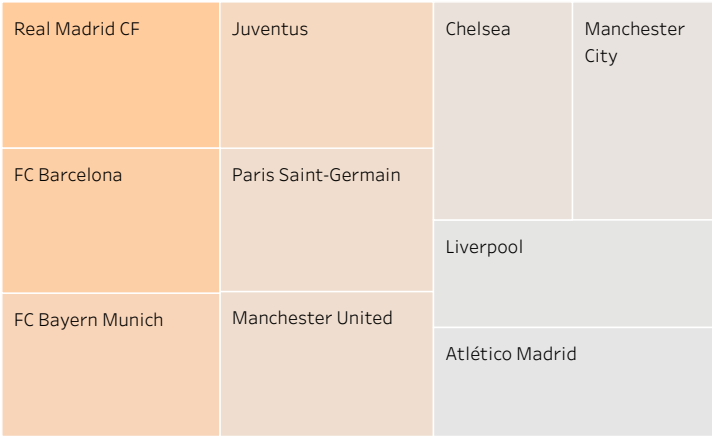 Real Madrid CF
FC Barcelona
FC Bayern Munich
Juventus
Paris Saint-Germain
Manchester United
Chelsea
Manchester
City
Liverpool
Atlético Madrid